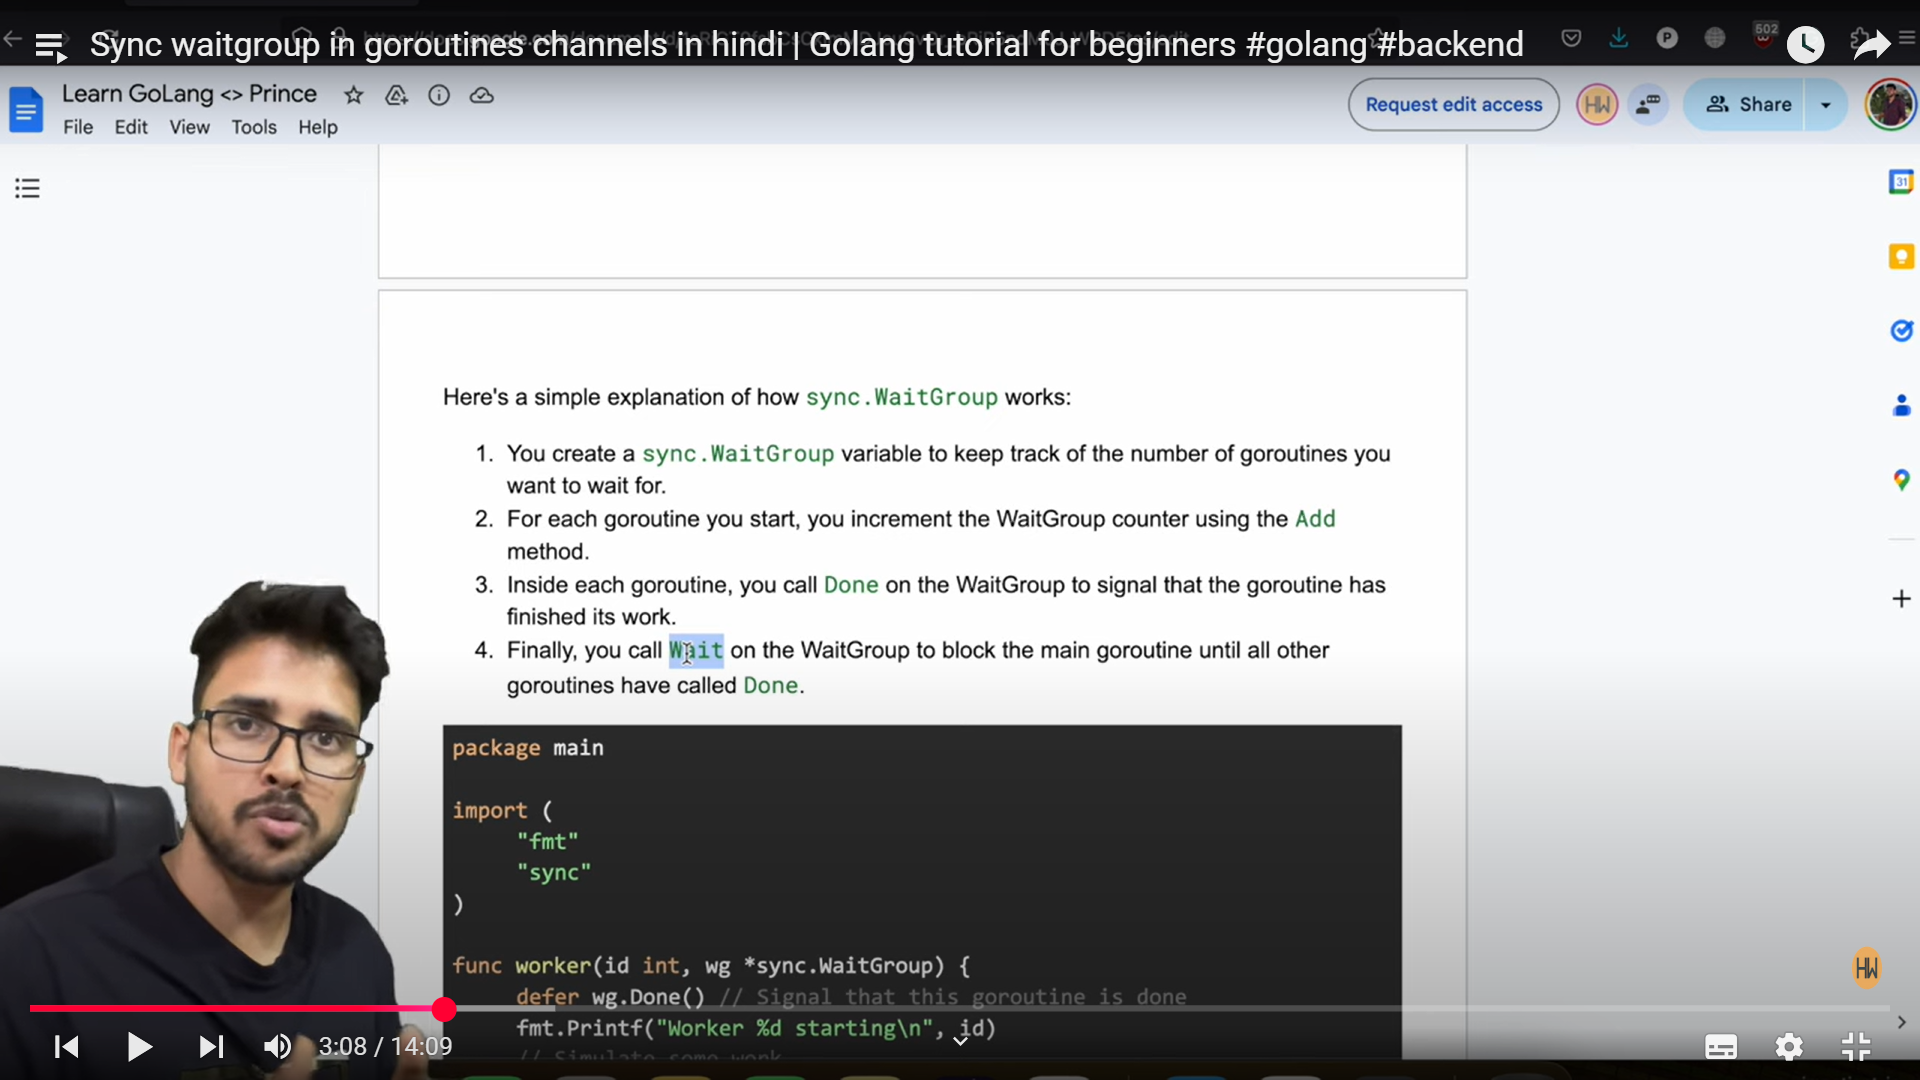 Sync waitgroup in goroutines channels in hindi | Golang tutorial for beginners #golang #backend
502
Learn GoLang <> Prince
File Edit View Tools Help
Request edit access
HW
Share
31
Here's a simple explanation of how sync.WaitGroup works:
1. You create a sync.WaitGroup variable to keep track of the number of goroutines you
want to wait for.
2. For each goroutine you start, you increment the WaitGroup counter using the Add
method.
3. Inside each goroutine, you call Done on the WaitGroup to signal that the goroutine has
finished its work.
4. Finally, you call Wait on the WaitGroup to block the main goroutine until all other
goroutines have called Done.
package main
import (
"fmt"
"sync"
)
func worker(id int, wg *sync.WaitGroup) {
defer wg.Done() // Signal that this goroutine is done
fmt.Printf("Worker %d starting\n", id)
// Simulate some work
HW
3:08 / 14:09